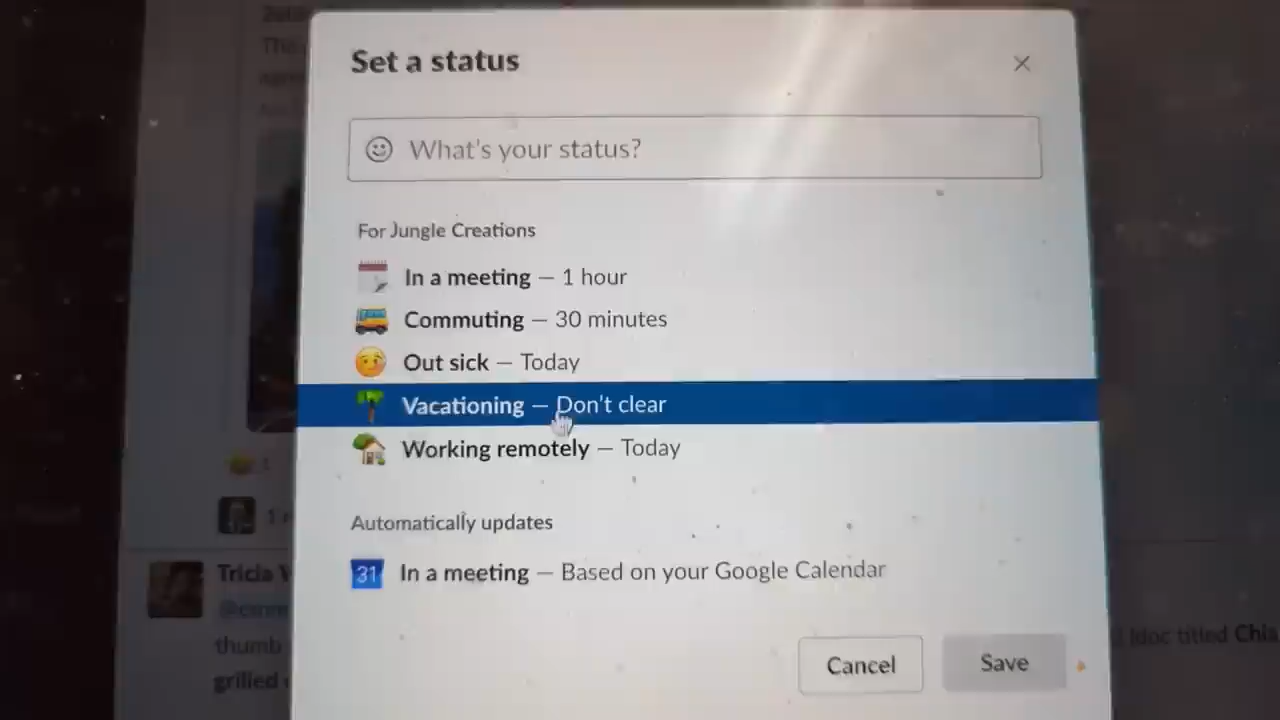 Set a status
What's your status?
For Jungle Creations
In a meeting — 1 hour
Commuting — 30 minutes
Out sick — Today
Vacationing — Don't clear
Working remotely — Today
Automatically updates
31 In a meeting — Based on your Google Calendar
Tricia
thumb
titled
grilled
Cancel
Save